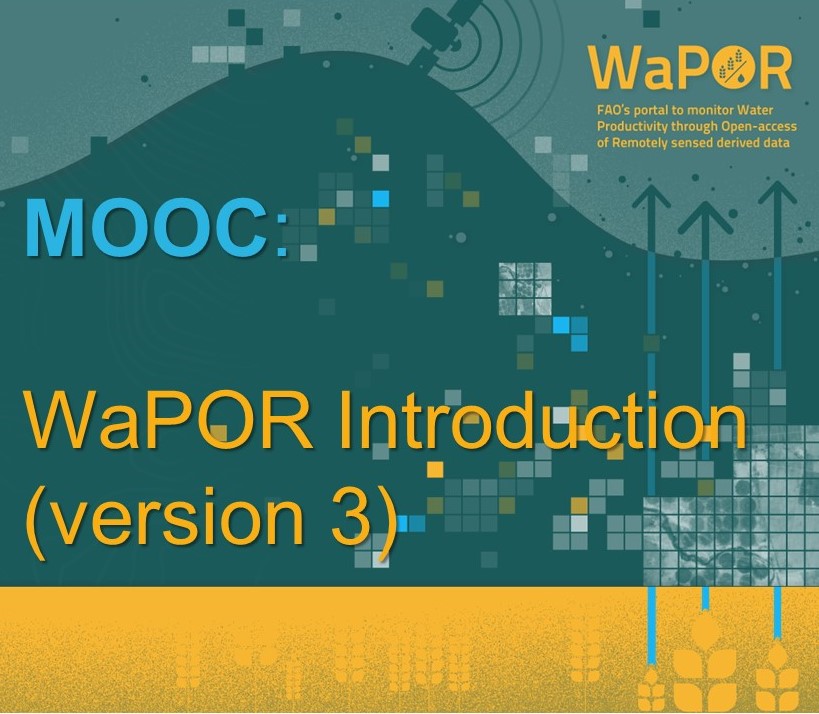 WaPOR
FAO's portal to monitor Water
Productivity through Open-access
of Remotely sensed derived data
MOOC:
WaPOR Introduction
(version 3)